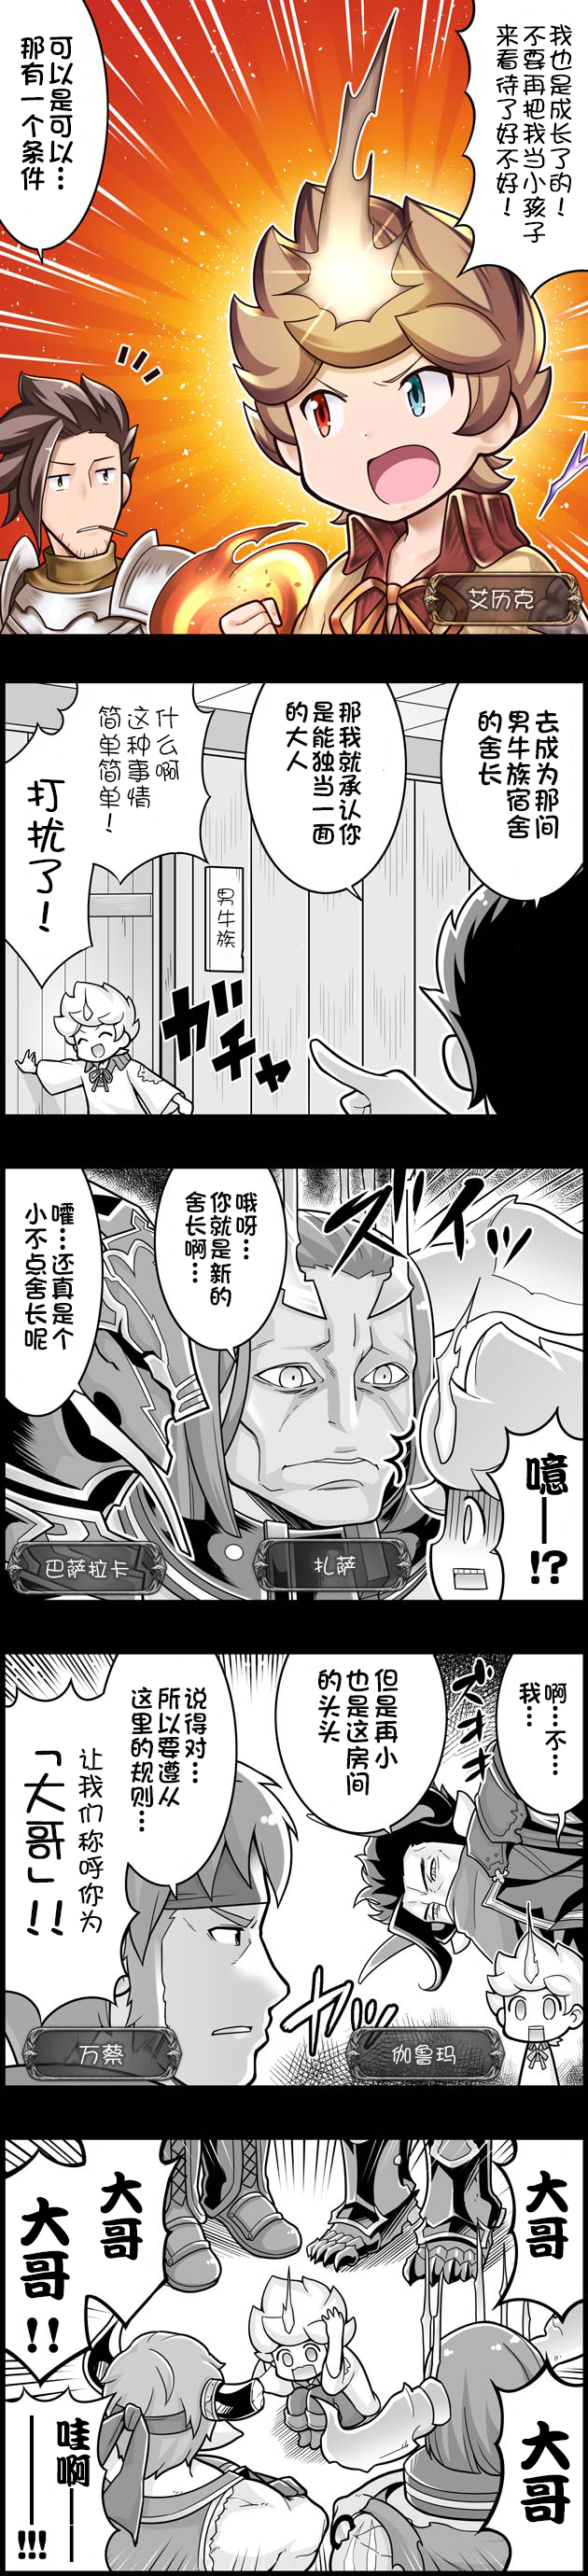 我也是成长了的！
不要再把我当小孩子
来看待了好不好！
可以是可以…
那有一个条件
艾历克
去成为那间
男牛族宿舍
的舍长
那我就承认你
是能独当一面
的大人
什么啊
这种事情
简单简单！
打扰了！
男牛族
ガチャ
ズイッ
哦呀…
你就是新的
舍长啊…
嚯…还真是个
小不点舍长呢
噫——!?
扎萨
巴萨拉卡
啊…不…
我…
ズズ
但是再小
也是这房间
的头头
说得对…
所以要遵从
这里的规则…
让我们称呼你为
「大哥」!!
ガッ
伽鲁玛
万蔡
大哥
大哥
大哥!!
大哥
哇啊——
——!!!